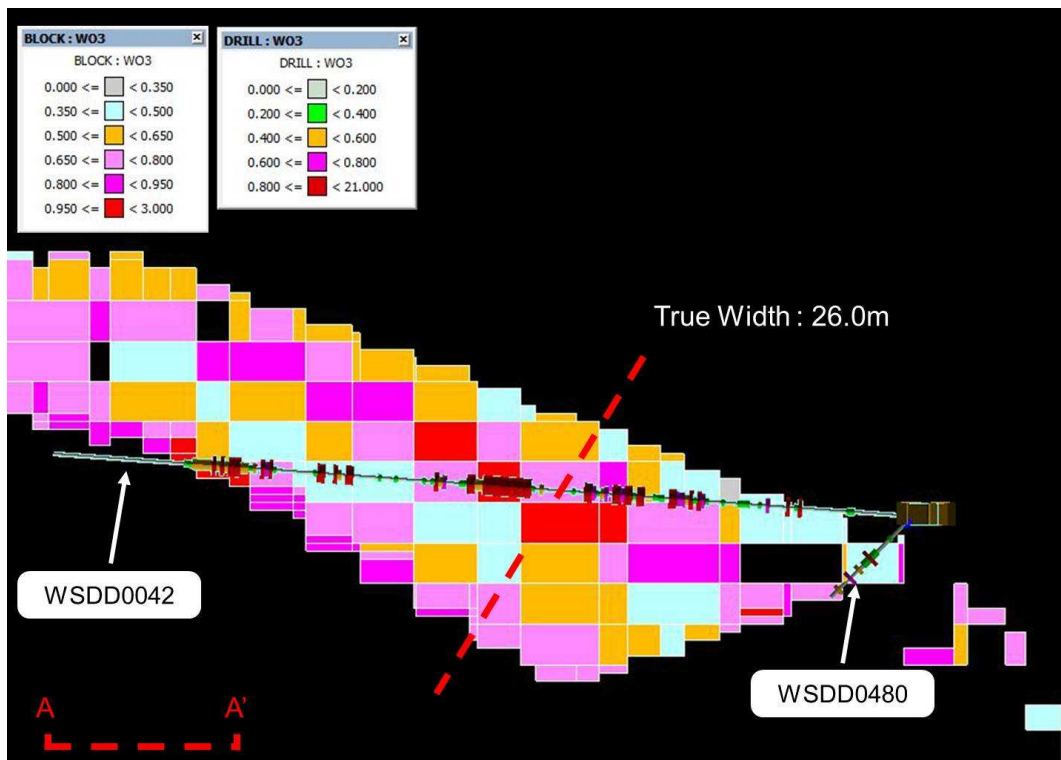 BLOCK : WO3
BLOCK : WO3
0.000 <= < 0.350
0.350 <= < 0.500
0.500 <= < 0.650
0.650 <= < 0.800
0.800 <= < 0.950
0.950 <= < 3.000
DRILL : WO3
DRILL : WO3
0.000 <= < 0.200
0.200 <= < 0.400
0.400 <= < 0.600
0.600 <= < 0.800
0.800 <= < 21.000
True Width : 26.0m
WSDD0042
WSDD0480
A A'